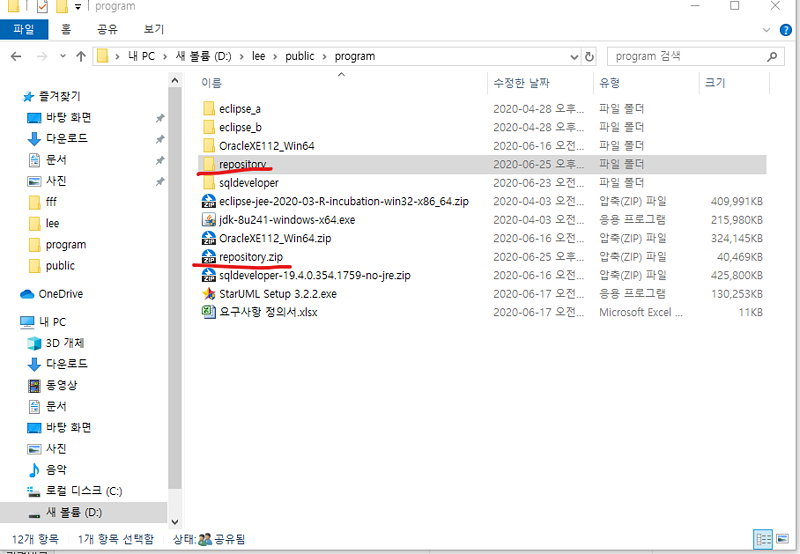 program
파일 홈 공유 보기
내 PC > 새 볼륨 (D:) > lee > public > program
program 검색
이름 수정한 날짜 유형 크기
즐겨찾기
바탕 화면
다운로드
문서
사진
fff
lee
program
public
OneDrive
내 PC
3D 개체
다운로드
동영상
문서
바탕 화면
사진
음악
로컬 디스크 (C:)
새 볼륨 (D:)
eclipse_a 2020-04-28 오후... 파일 폴더
eclipse_b 2020-04-28 오후... 파일 폴더
OracleXE112_Win64 2020-06-16 오전... 파일 폴더
repository 2020-06-25 오후... 파일 폴더
sqldeveloper 2020-06-23 오전... 파일 폴더
eclipse-jee-2020-03-R-incubation-win32-x86_64.zip 2020-04-03 오전... 압축(ZIP) 파일 409,991KB
jdk-8u241-windows-x64.exe 2020-04-03 오전... 응용 프로그램 215,980KB
OracleXE112_Win64.zip 2020-06-16 오전... 압축(ZIP) 파일 324,145KB
repository.zip 2020-06-25 오후... 압축(ZIP) 파일 40,469KB
sqldeveloper-19.4.0.354.1759-no-jre.zip 2020-06-16 오전... 압축(ZIP) 파일 425,800KB
StarUML Setup 3.2.2.exe 2020-06-17 오전... 응용 프로그램 130,253KB
요구사항 정의서.xlsx 2020-06-17 오전... Microsoft Excel ... 11KB
12개 항목 1개 항목 선택함 상태: 공유됨